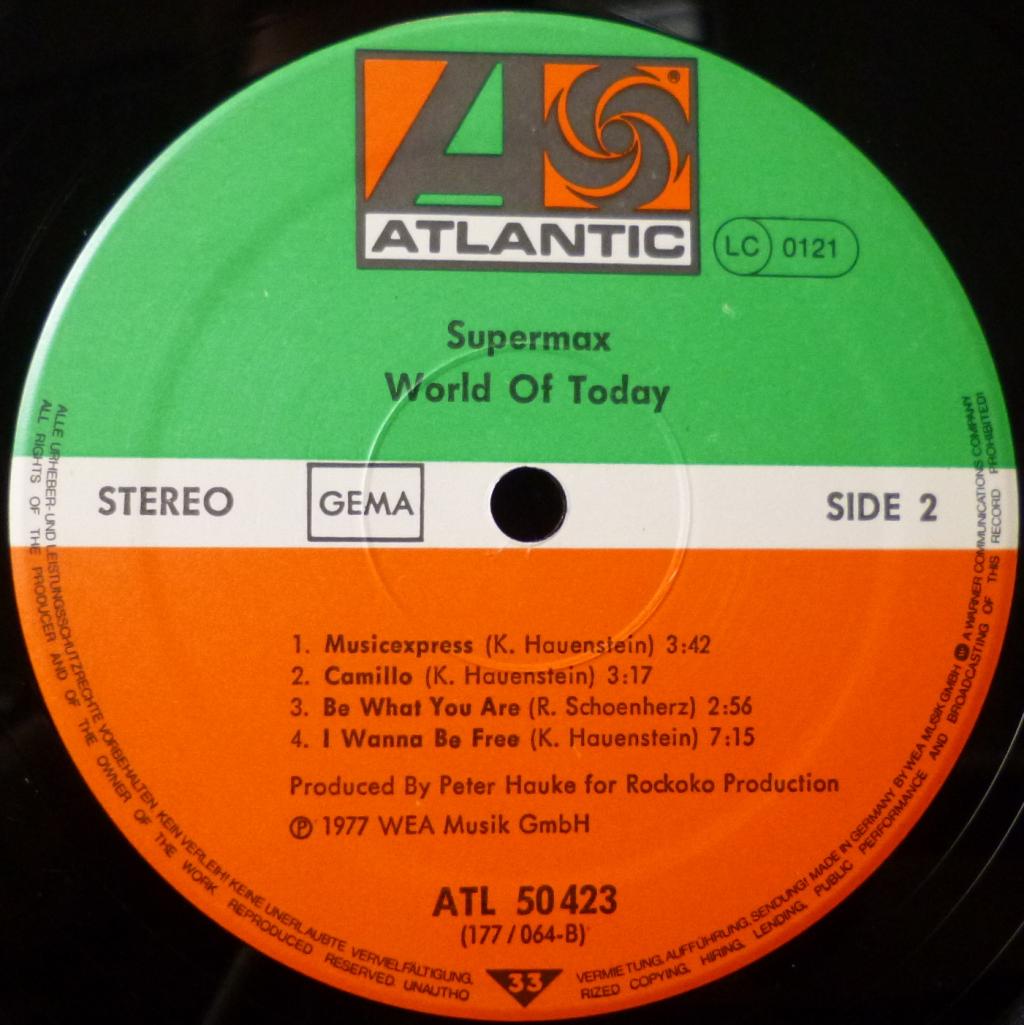 ®
ATLANTIC
LC 0121
Supermax
World Of Today
STEREO
GEMA
SIDE 2
1. Musicexpress (K. Hauenstein) 3:42
2. Camillo (K. Hauenstein) 3:17
3. Be What You Are (R. Schoenherz) 2:56
4. I Wanna Be Free (K. Hauenstein) 7:15
Produced By Peter Hauke for Rockoko Production
℗ 1977 WEA Musik GmbH
ATL 50 423
(177 / 064-B)
33
ALLE URHEBER- UND LEISTUNGSSCHUTZRECHTE VORBEHALTEN. KEIN VERLEIH! KEINE UNERLAUBTE VERVIELFÄLTIGUNG, VERMIETUNG, AUFFÜHRUNG, SENDUNG! MADE IN GERMANY BY WEA MUSIK GMBH A WARNER COMMUNICATIONS COMPANY
ALL RIGHTS OF THE PRODUCER AND OF THE OWNER OF THE WORK REPRODUCED RESERVED. UNAUTHORIZED COPYING, HIRING, LENDING, PUBLIC PERFORMANCE AND BROADCASTING OF THIS RECORD PROHIBITED!